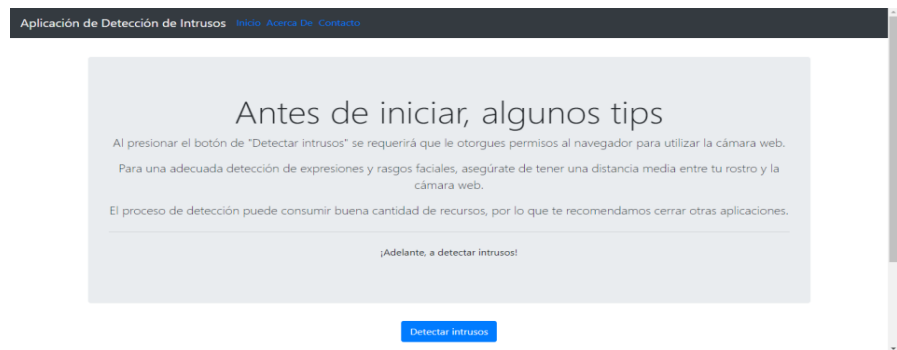 Aplicación de Detección de Intrusos Inicio Acerca De Contacto
Antes de iniciar, algunos tips
Al presionar el botón de "Detectar intrusos" se requerirá que le otorgues permisos al navegador para utilizar la cámara web.
Para una adecuada detección de expresiones y rasgos faciales, asegúrate de tener una distancia media entre tu rostro y la
cámara web.
El proceso de detección puede consumir buena cantidad de recursos, por lo que te recomendamos cerrar otras aplicaciones.
¡Adelante, a detectar intrusos!
Detectar intrusos